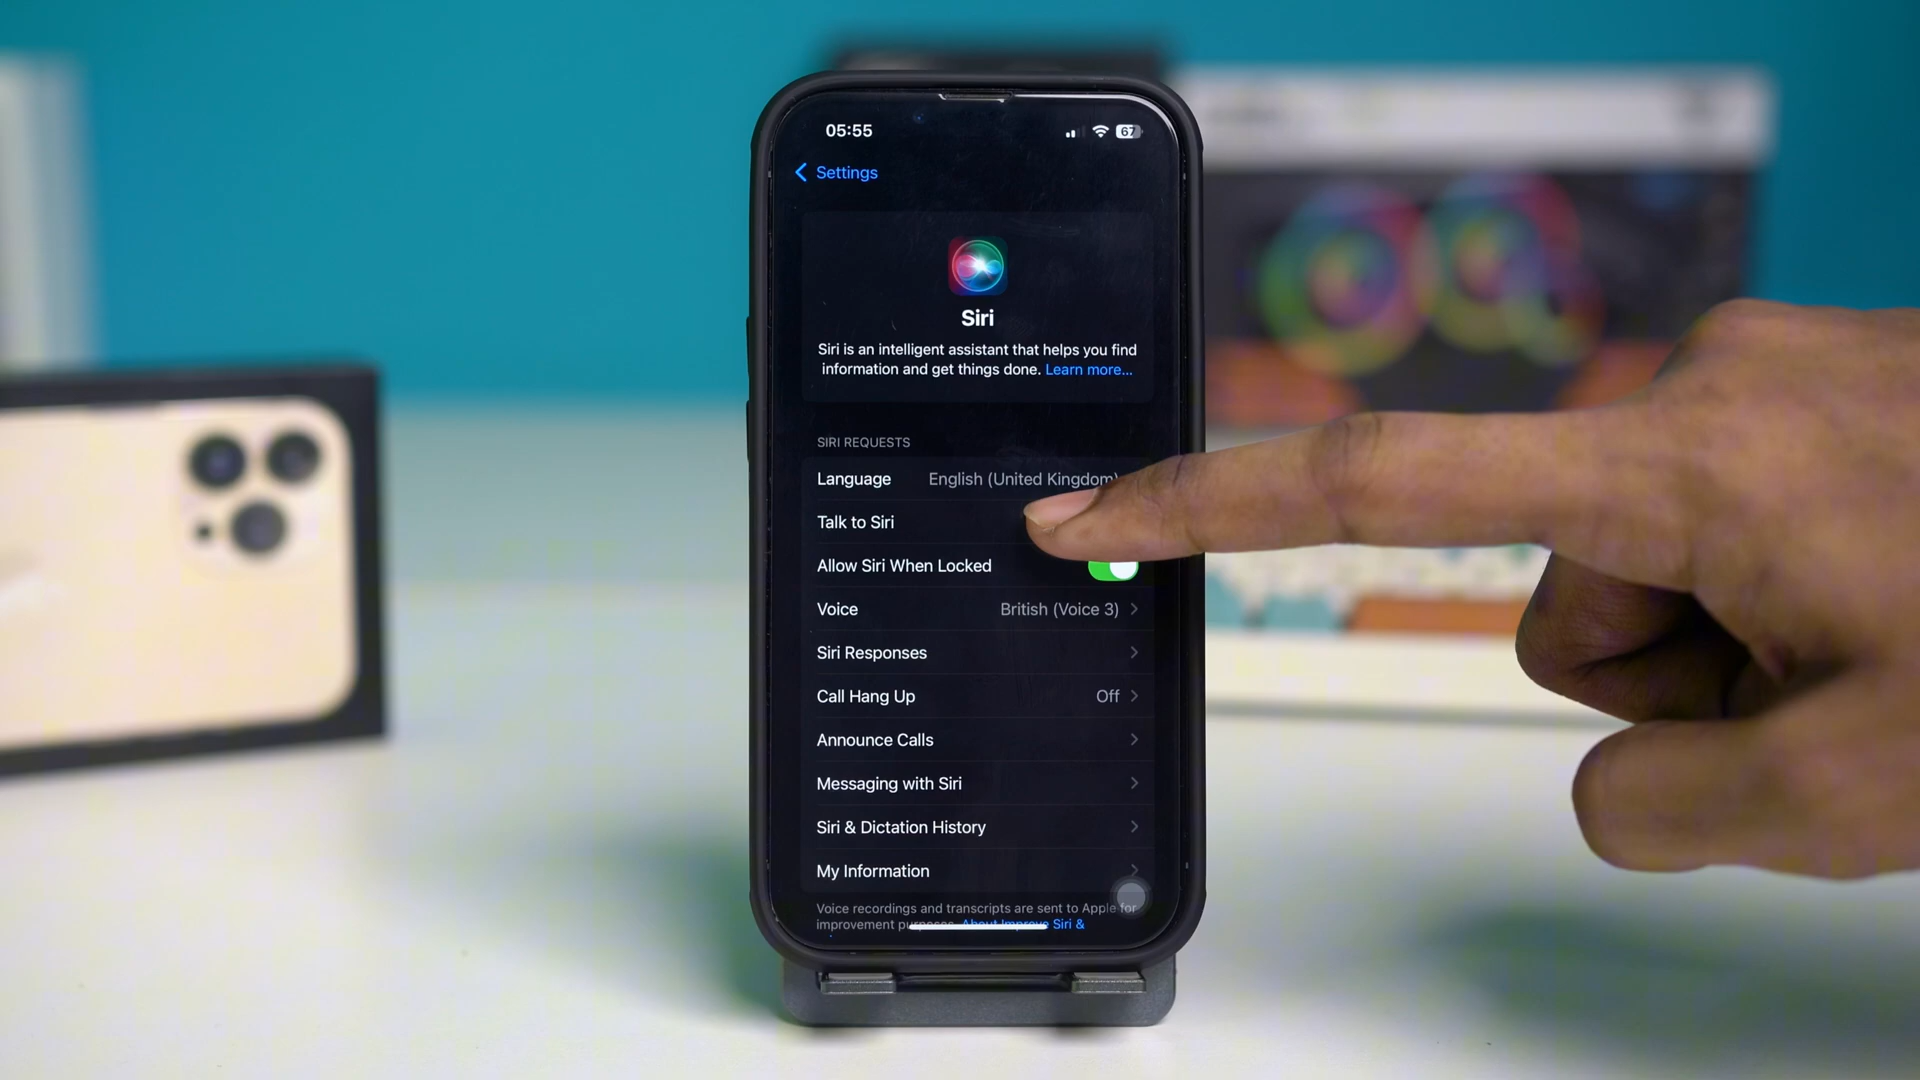 05:55
67
Settings
Siri
Siri is an intelligent assistant that helps you find
information and get things done. Learn more...
SIRI REQUESTS
Language English (United Kingdom)
Talk to Siri
Allow Siri When Locked
Voice British (Voice 3)
Siri Responses
Call Hang Up Off
Announce Calls
Messaging with Siri
Siri & Dictation History
My Information
Voice recordings and transcripts are sent to Apple for
improvement purposes. About Improve Siri &